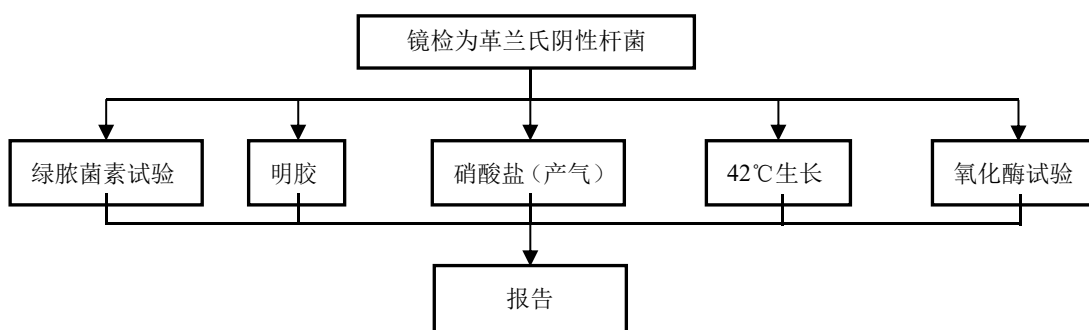 镜检为革兰氏阴性杆菌
绿脓菌素试验
明胶
硝酸盐（产气）
42℃生长
氧化酶试验
报告